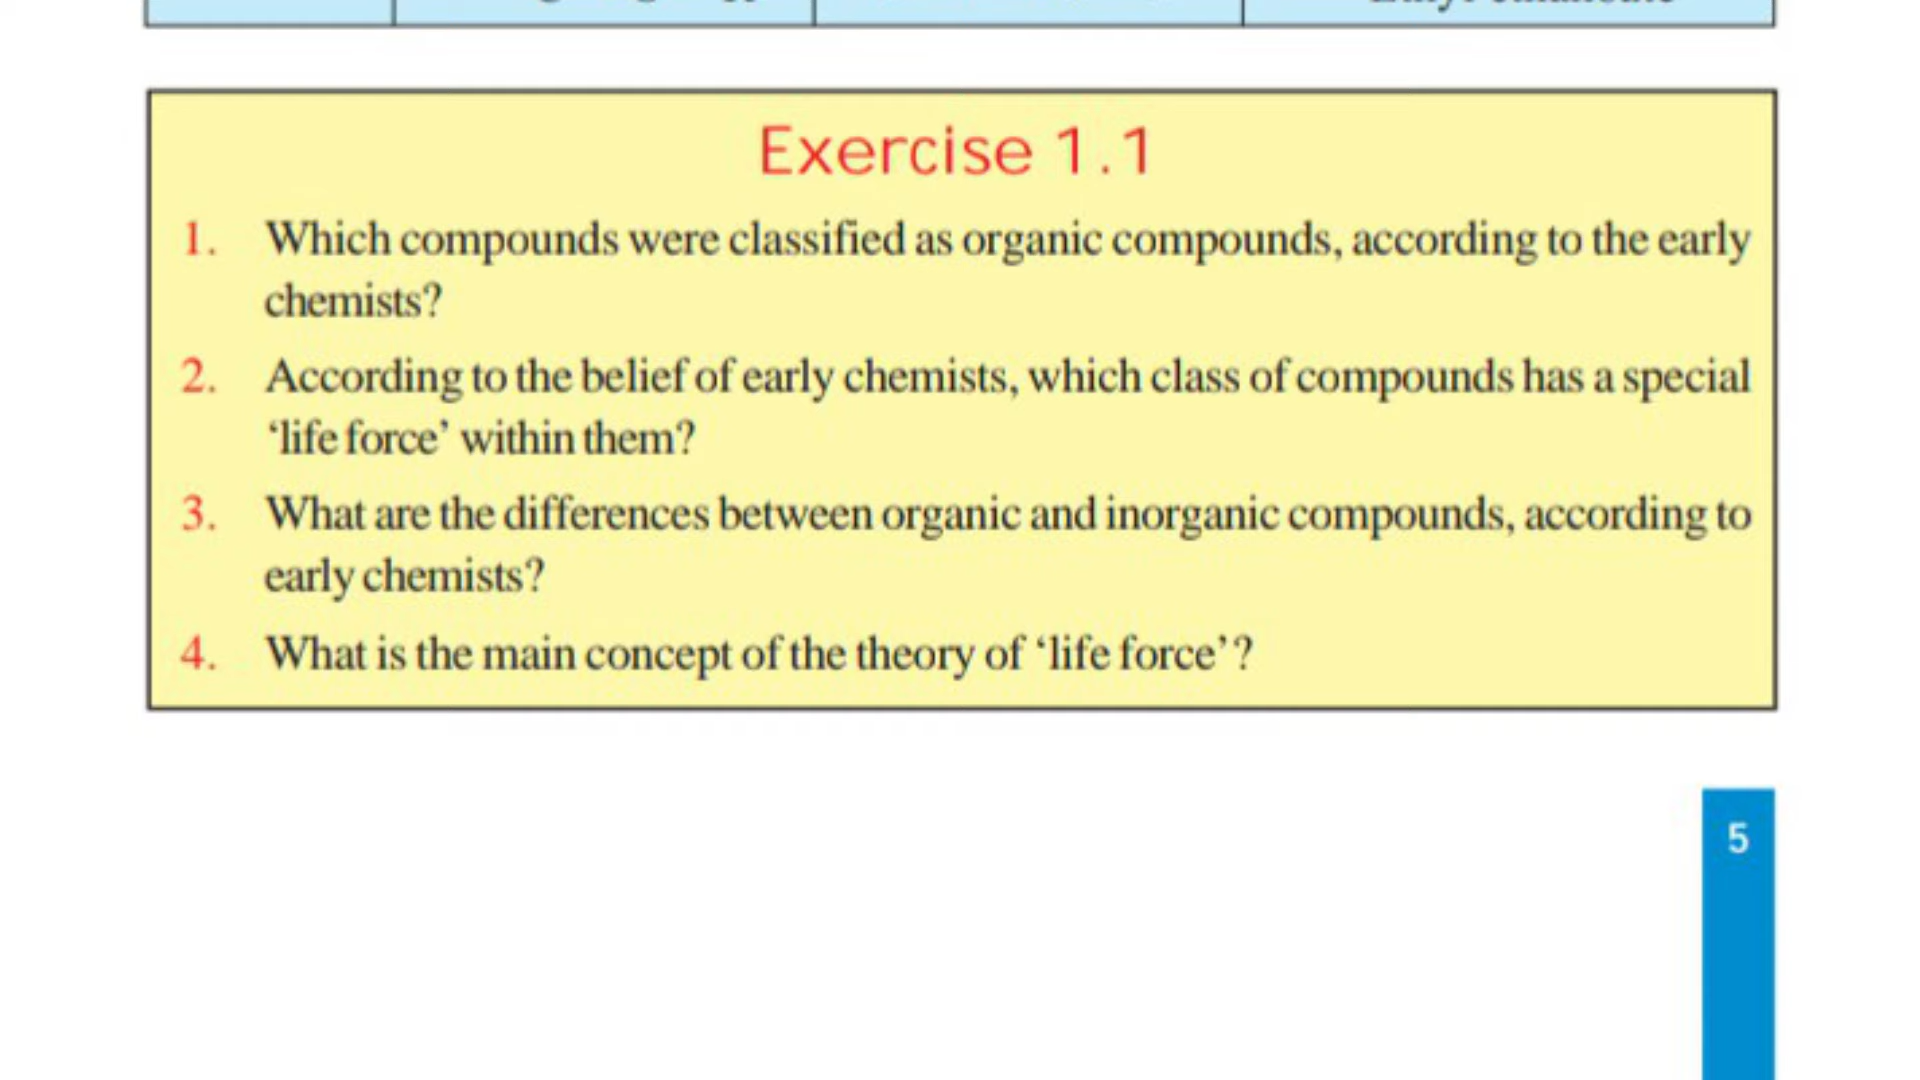 Exercise 1.1
1. Which compounds were classified as organic compounds, according to the early
chemists?
2. According to the belief of early chemists, which class of compounds has a special
‘life force’ within them?
3. What are the differences between organic and inorganic compounds, according to
early chemists?
4. What is the main concept of the theory of ‘life force’?
5